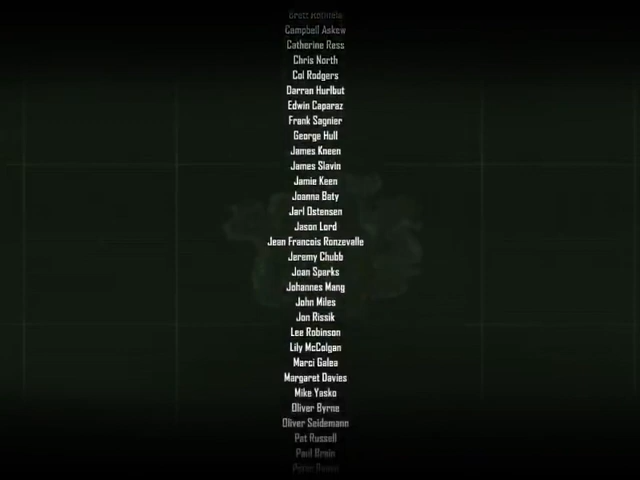 Campbell Askew
Catherine Ress
Chris North
Col Rodgers
Darran Hurlbut
Edwin Caparaz
Frank Sagnier
George Hull
James Kneen
James Slavin
Jamie Keen
Joanna Baty
Jarl Ostensen
Jason Lord
Jean Francois Ronzevalle
Jeremy Chubb
Joan Sparks
Johannes Mang
John Miles
Jon Rissik
Lee Robinson
Lily McColgan
Marci Galea
Margaret Davies
Mike Yasko
Oliver Byrne
Oliver Seidemann
Pat Russell
Paul Brain